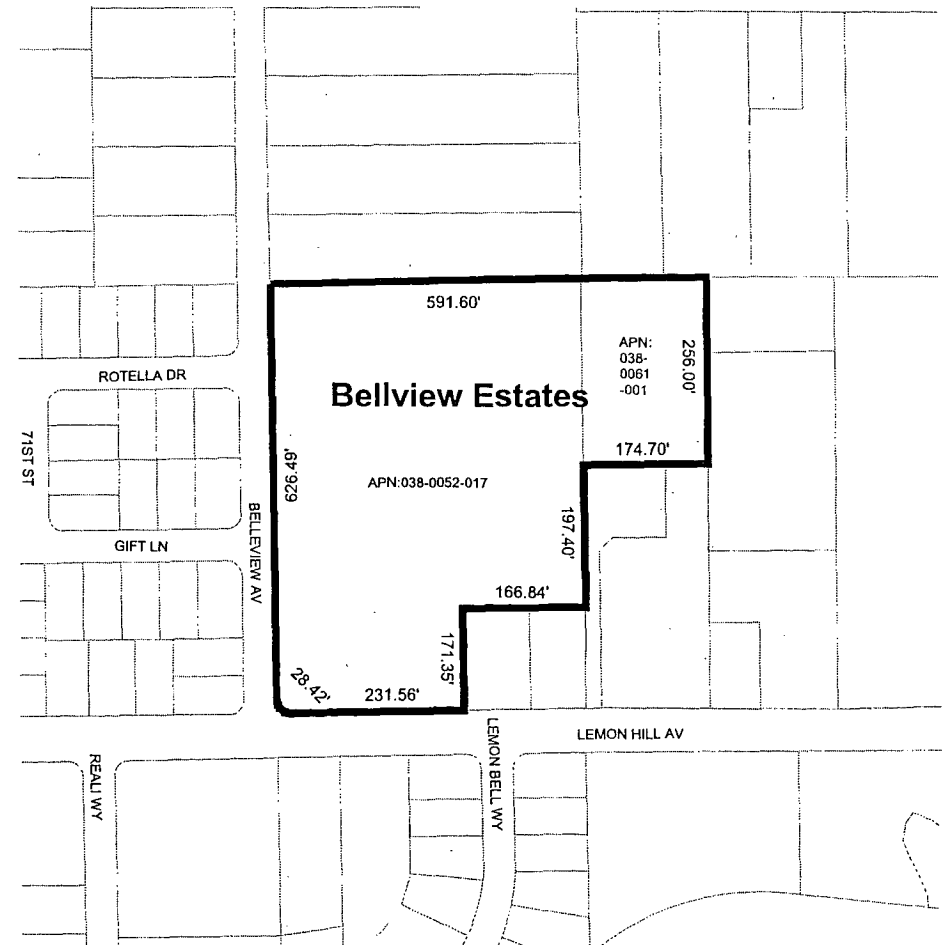 591.60'
APN:
038-
0061
-001
256.00'
ROTELLA DR
Bellview Estates
71ST ST
626.49'
174.70'
APN:038-0052-017
BELLEVIEW AV
197.40'
GIFT LN
166.84'
171.35'
28.42'
231.56'
LEMON HILL AV
LEMON BELL WY
REALI WY